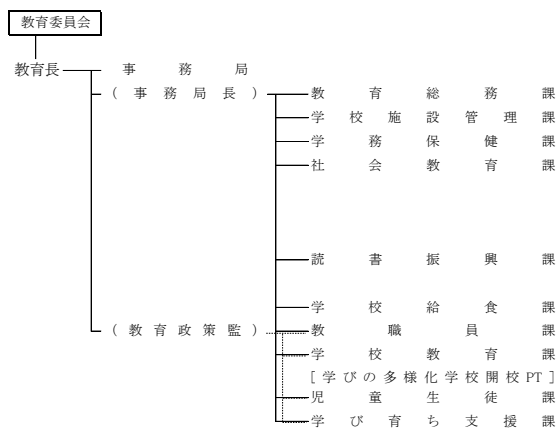 教育委員会
教育長 事務局
(事務局長) 教育総務課
学校施設管理課
学務保健課
社会教育課
読書振興課
学校給食課
(教育政策監) 教職員課
学校教育課
[学びの多様化学校開校PT]
児童生徒課
学び育ち支援課